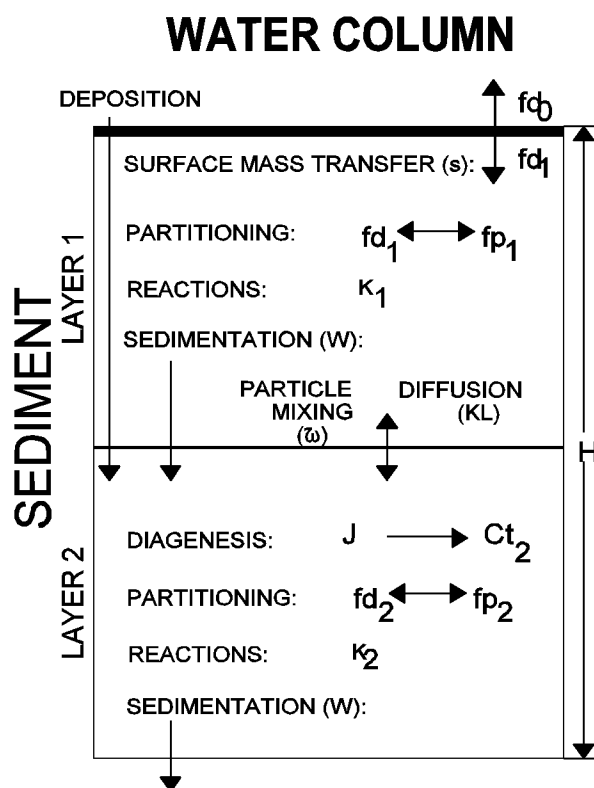 WATER COLUMN
DEPOSITION
fd0
SURFACE MASS TRANSFER (s):
fd1
PARTITIONING:
fd1
fp1
REACTIONS:
κ1
SEDIMENTATION (W):
PARTICLE
MIXING
(ω)
DIFFUSION
(KL)
SEDIMENT
LAYER 1
H
DIAGENESIS:
J
Ct2
PARTITIONING:
fd2
fp2
REACTIONS:
κ2
SEDIMENTATION (W):
LAYER 2